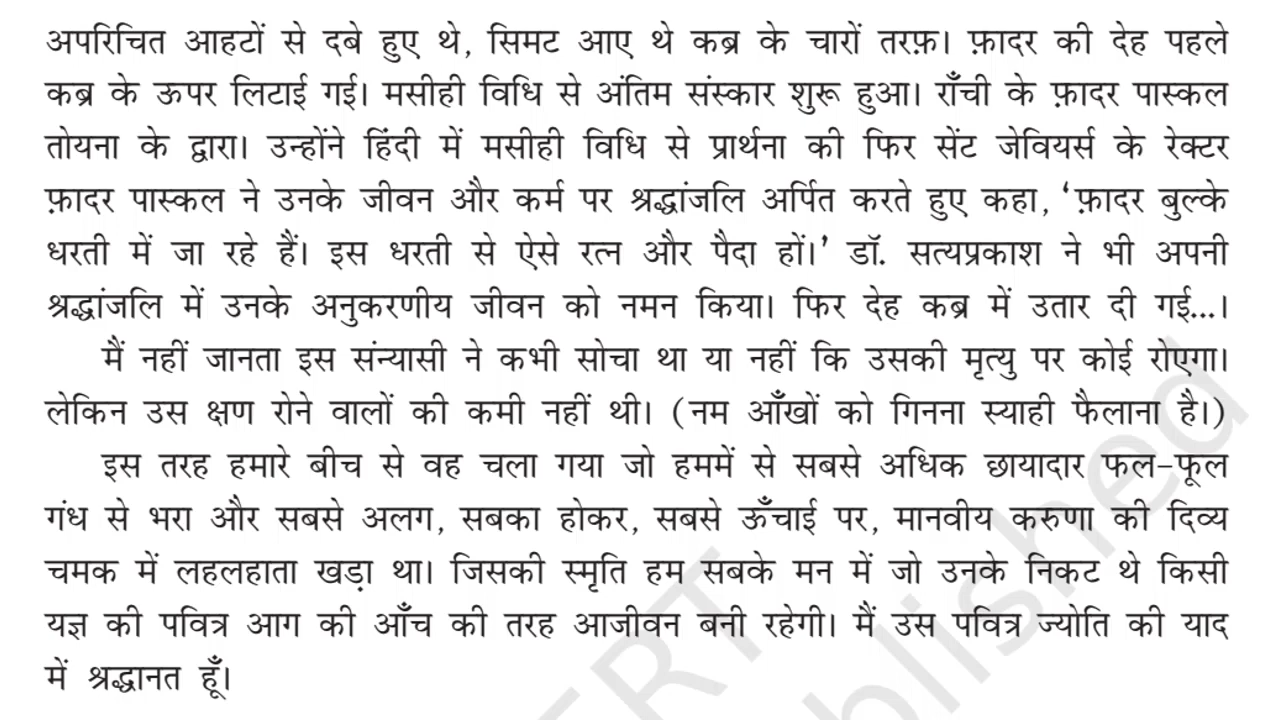 अपरिचित आहटों से दबे हुए थे, सिमट आए थे कब्र के चारों तरफ़। फ़ादर की देह पहले
कब्र के ऊपर लिटाई गई। मसीही विधि से अंतिम संस्कार शुरू हुआ। राँची के फ़ादर पास्कल
तोयना के द्वारा। उन्होंने हिंदी में मसीही विधि से प्रार्थना की फिर सेंट जेवियर्स के रेक्टर
फ़ादर पास्कल ने उनके जीवन और कर्म पर श्रद्धांजलि अर्पित करते हुए कहा, ‘फ़ादर बुल्के
धरती में जा रहे हैं। इस धरती से ऐसे रत्न और पैदा हों।’ डॉ. सत्यप्रकाश ने भी अपनी
श्रद्धांजलि में उनके अनुकरणीय जीवन को नमन किया। फिर देह कब्र में उतार दी गई...।
मैं नहीं जानता इस संन्यासी ने कभी सोचा था या नहीं कि उसकी मृत्यु पर कोई रोएगा।
लेकिन उस क्षण रोने वालों की कमी नहीं थी। (नम आँखों को गिनना स्याही फैलाना है।)
इस तरह हमारे बीच से वह चला गया जो हममें से सबसे अधिक छायादार फल-फूल
गंध से भरा और सबसे अलग, सबका होकर, सबसे ऊँचाई पर, मानवीय करुणा की दिव्य
चमक में लहलहाता खड़ा था। जिसकी स्मृति हम सबके मन में जो उनके निकट थे किसी
यज्ञ की पवित्र आग की आँच की तरह आजीवन बनी रहेगी। मैं उस पवित्र ज्योति की याद
में श्रद्धानत हूँ।
ERT
blished